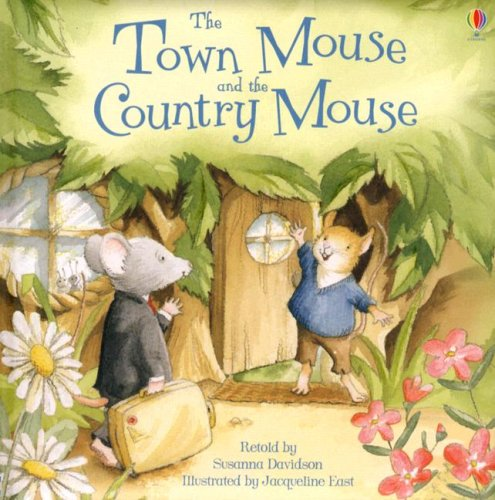 The
Town Mouse
and the
Country Mouse
Retold by
Susanna Davidson
Illustrated by Jacqueline East